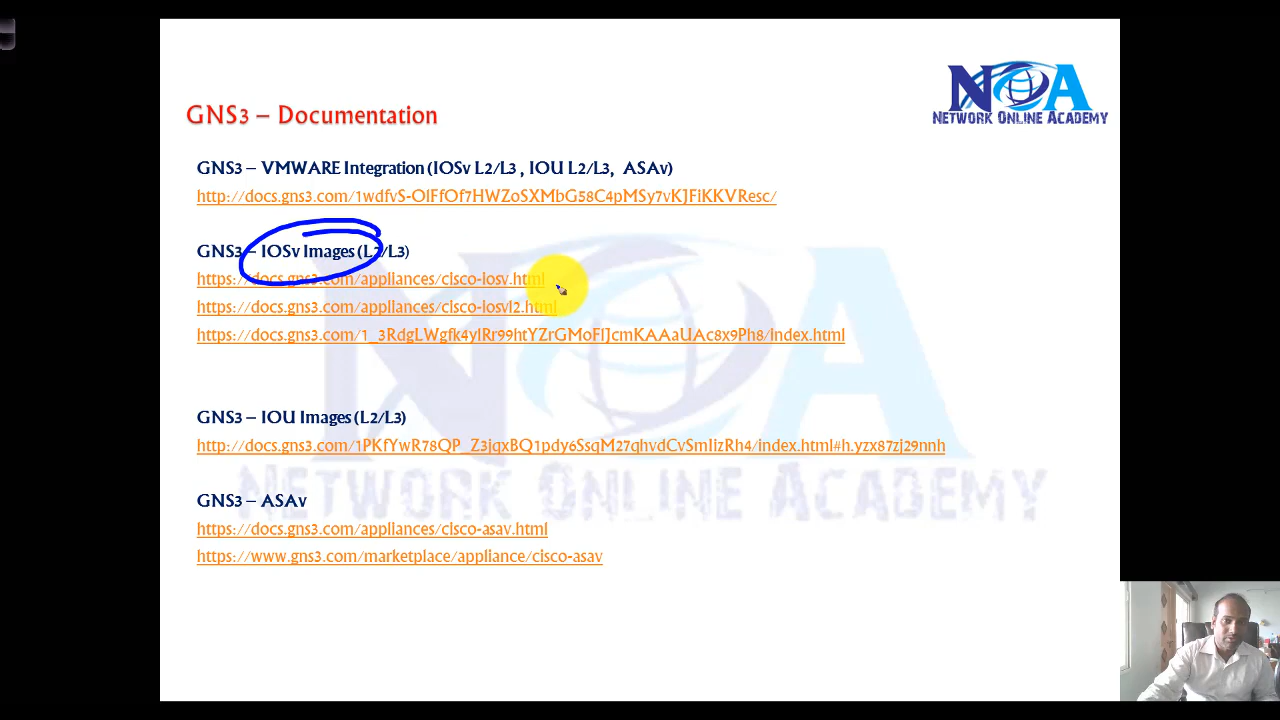 NOA
NETWORK ONLINE ACADEMY
GNS3 – Documentation
GNS3 – VMWARE Integration (IOSv L2/L3 , IOU L2/L3, ASAv)
http://docs.gns3.com/1wdfvS-OlFfOf7HWZoSXMbG58C4pMSy7vKJFiKKVResc/
GNS3 – IOSv Images (L2/L3)
https://docs.gns3.com/appliances/cisco-iosv.html
https://docs.gns3.com/appliances/cisco-iosvl2.html
https://docs.gns3.com/1_3RdgLWgfk4ylRr99htYZrGMoFlJcmKAAaUAc8x9Ph8/index.html
GNS3 – IOU Images (L2/L3)
http://docs.gns3.com/1PKfYwR78QP_Z3jqxBQ1pdy6SsqM27qhvdCvSmIizRh4/index.html#h.yzx87zj29nnh
NETWORK ONLINE ACADEMY
GNS3 – ASAv
https://docs.gns3.com/appliances/cisco-asav.html
https://www.gns3.com/marketplace/appliance/cisco-asav